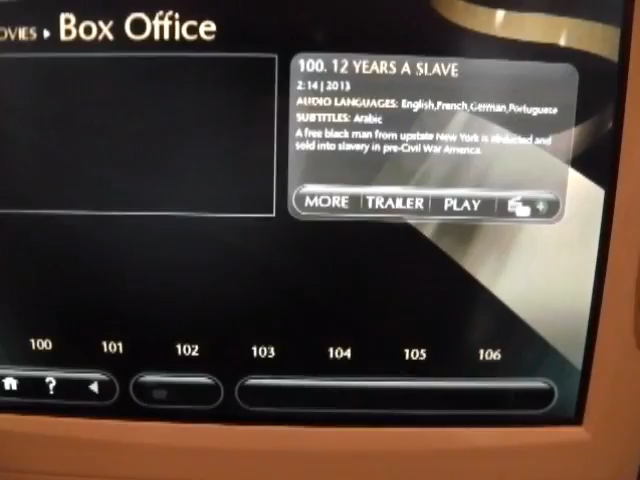 OVIES ▸ Box Office
100. 12 YEARS A SLAVE
2:14 | 2013
AUDIO LANGUAGES: English,French,German,Portuguese
SUBTITLES: Arabic
A free black man from upstate New York is abducted and
sold into slavery in pre-Civil War America.
MORE | TRAILER | PLAY
100 101 102 103 104 105 106
?